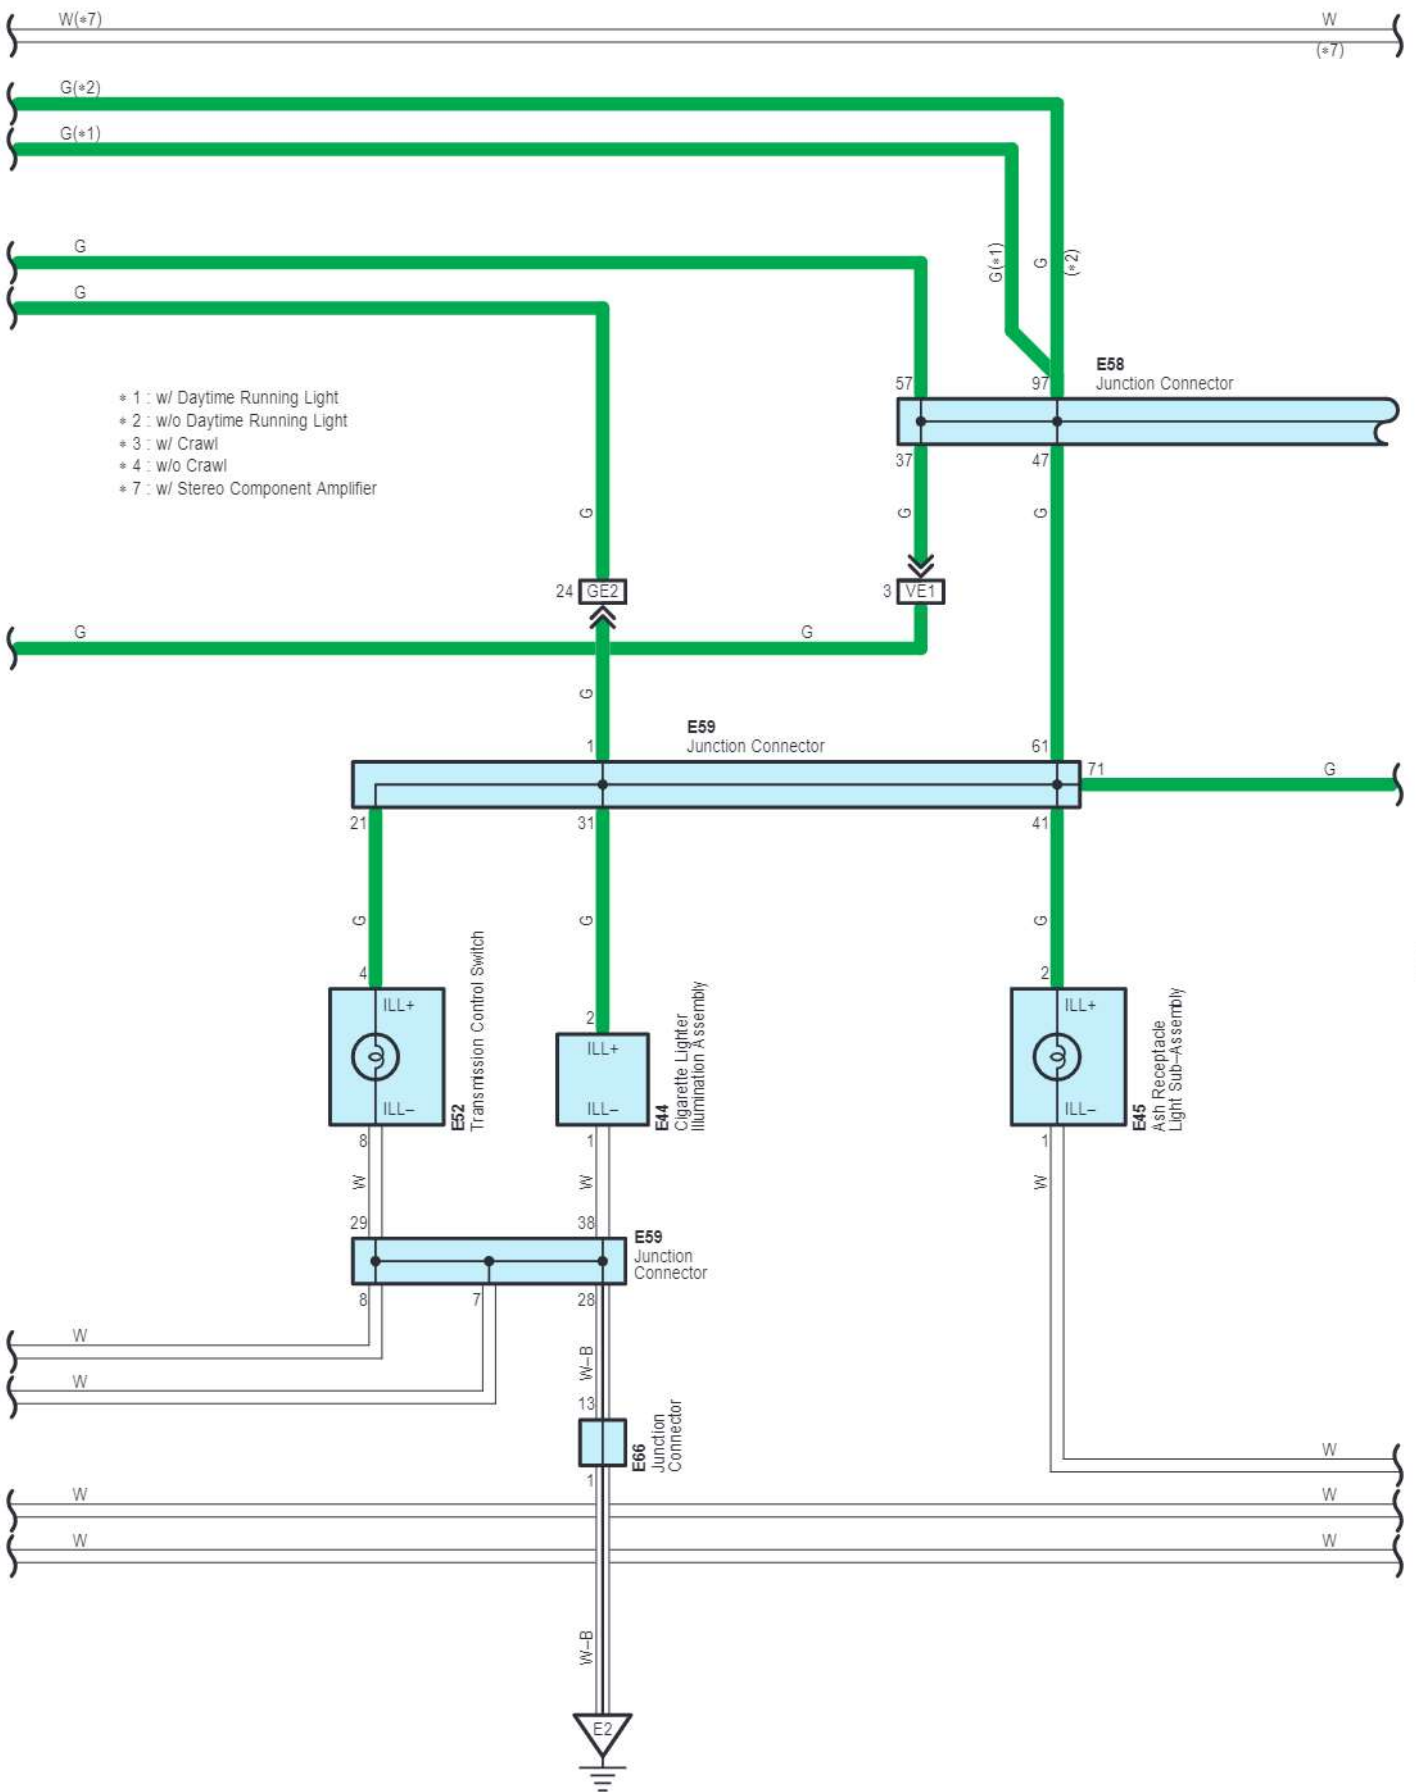 W(∗7)
W
(∗7)
G(∗2)
G(∗1)
G
G
G(∗1)
G
(∗2)
∗ 1 : w/ Daytime Running Light
∗ 2 : w/o Daytime Running Light
∗ 3 : w/ Crawl
∗ 4 : w/o Crawl
∗ 7 : w/ Stereo Component Amplifier
E58
Junction Connector
57
97
37
47
G
G
G
24
GE2
3
VE1
G
G
G
E59
Junction Connector
1
61
71
G
21
31
41
G
G
G
4
ILL+
ILL–
E52
Transmission Control Switch
8
2
ILL+
ILL–
E44
Cigarette Lighter
Illumination Assembly
1
2
ILL+
ILL–
E45
Ash Receptacle
Light Sub–Assembly
1
W
W
W
29
38
E59
Junction
Connector
8
7
28
W
W
W–B
13
E66
Junction
Connector
1
W
W
W
W
W
W–B
E2